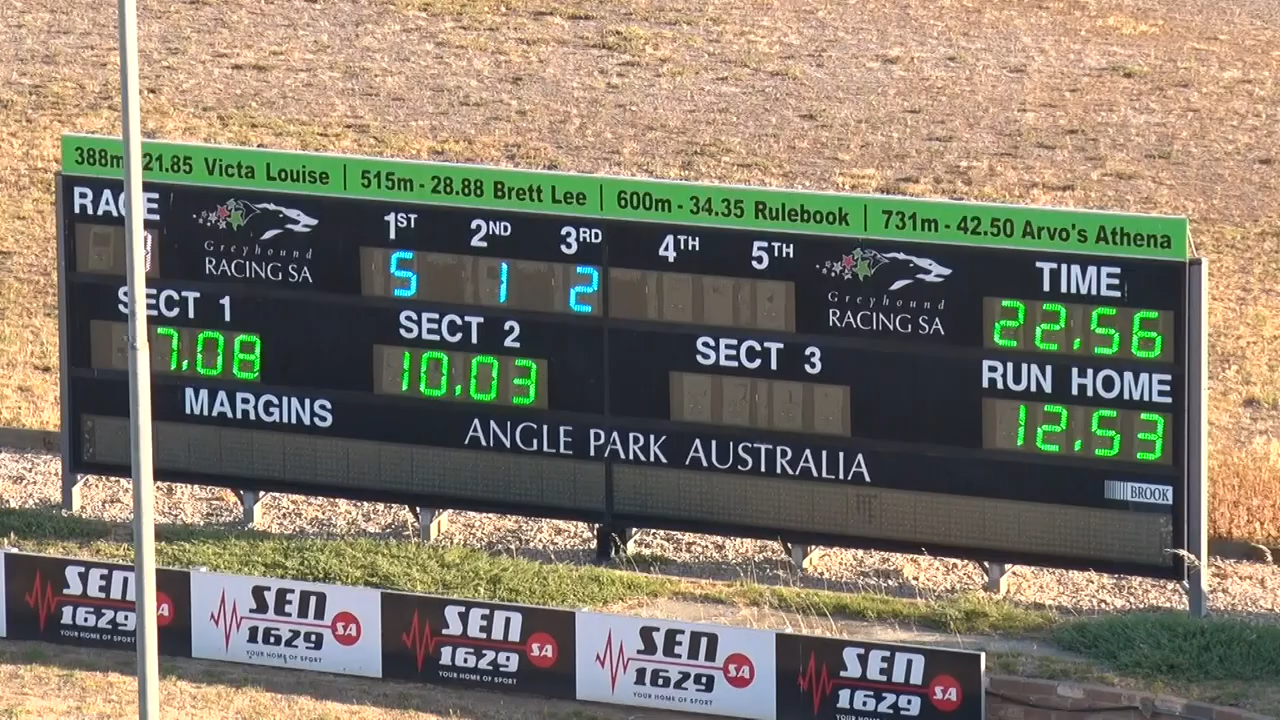 388m 21.85 Victa Louise | 515m - 28.88 Brett Lee | 600m - 34.35 Rulebook | 731m - 42.50 Arvo's Athena
RACE
Greyhound
RACING SA
1ST 2ND 3RD 4TH 5TH
5 1 2
Greyhound
RACING SA
TIME
22.56
SECT 1
7.08
SECT 2
10.03
SECT 3
RUN HOME
12.53
MARGINS
ANGLE PARK AUSTRALIA
BROOK
SEN
1629 SA
YOUR HOME OF SPORT
SEN
1629 SA
YOUR HOME OF SPORT
SEN
1629 SA
YOUR HOME OF SPORT
SEN
1629 SA
YOUR HOME OF SPORT
SEN
1629 SA